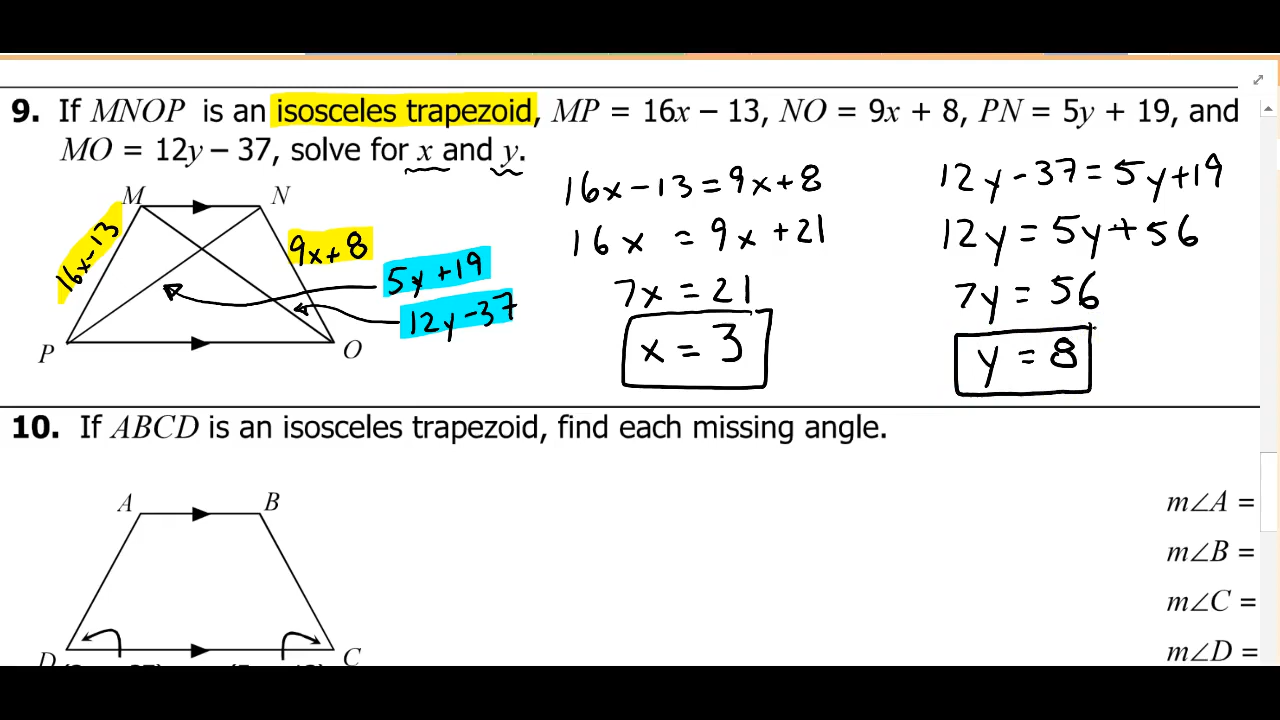 9. If MNOP is an isosceles trapezoid, MP = 16x – 13, NO = 9x + 8, PN = 5y + 19, and
MO = 12y – 37, solve for x and y.
M
N
P
O
16x-13
9x+8
5y+19
12y-37
16x-13=9x+8
16x = 9x+21
7x = 21
x = 3
12y-37=5y+19
12y=5y+56
7y = 56
y = 8
10. If ABCD is an isosceles trapezoid, find each missing angle.
A
B
D
C
m∠A =
m∠B =
m∠C =
m∠D =